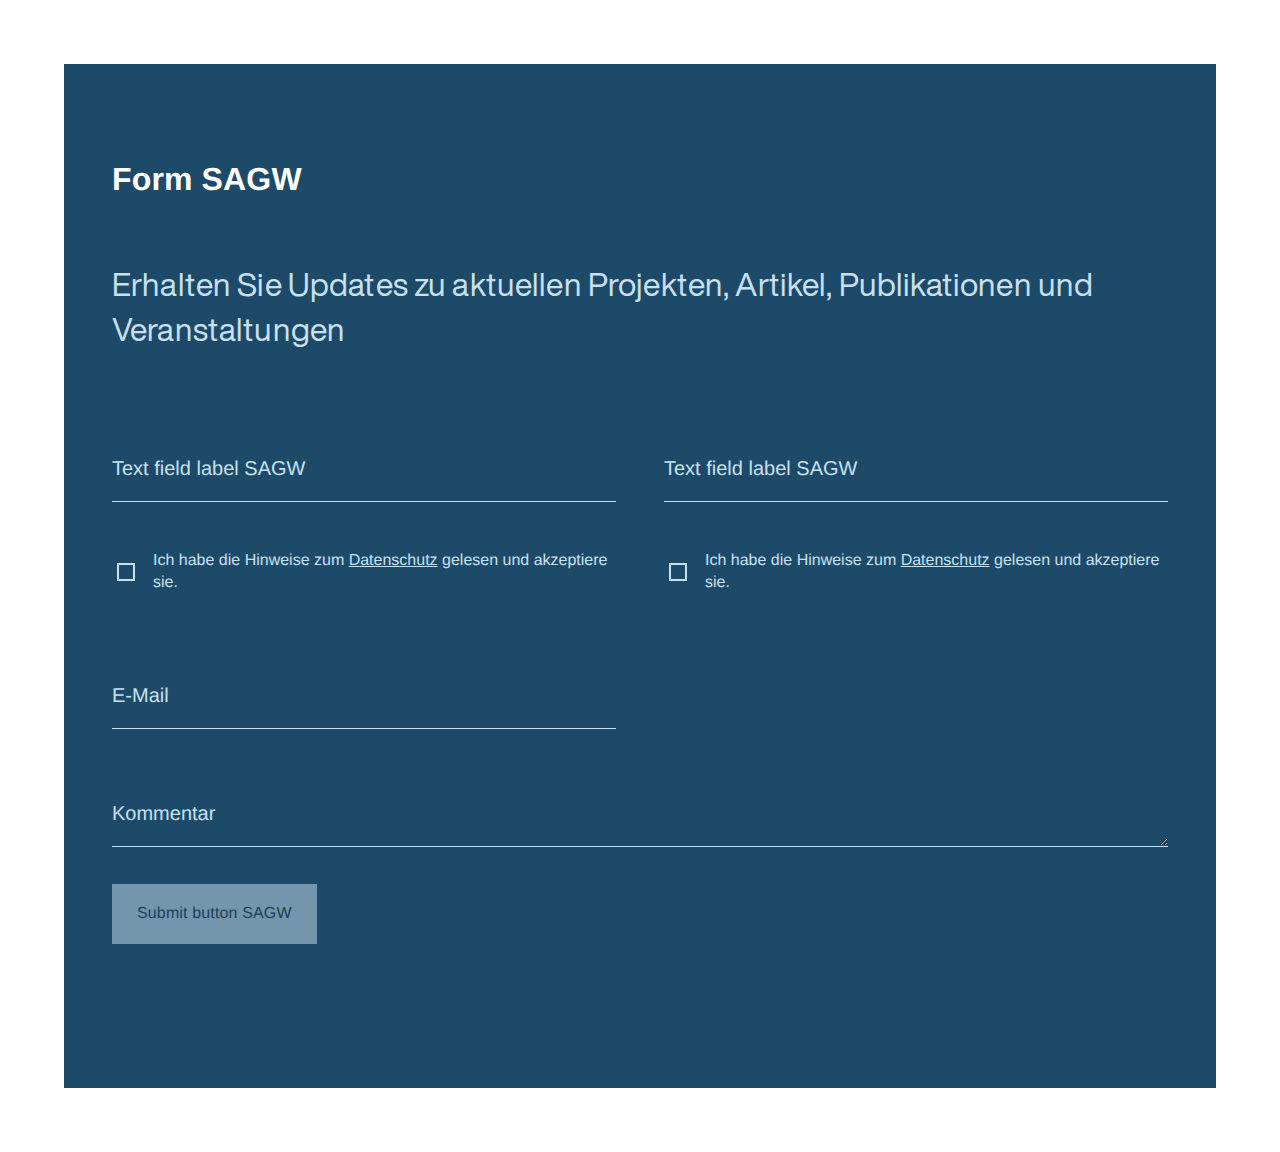 Form SAGW
Erhalten Sie Updates zu aktuellen Projekten, Artikel, Publikationen und
Veranstaltungen
Text field label SAGW
Text field label SAGW
Ich habe die Hinweise zum Datenschutz gelesen und akzeptiere
sie.
Ich habe die Hinweise zum Datenschutz gelesen und akzeptiere
sie.
E-Mail
Kommentar
Submit button SAGW